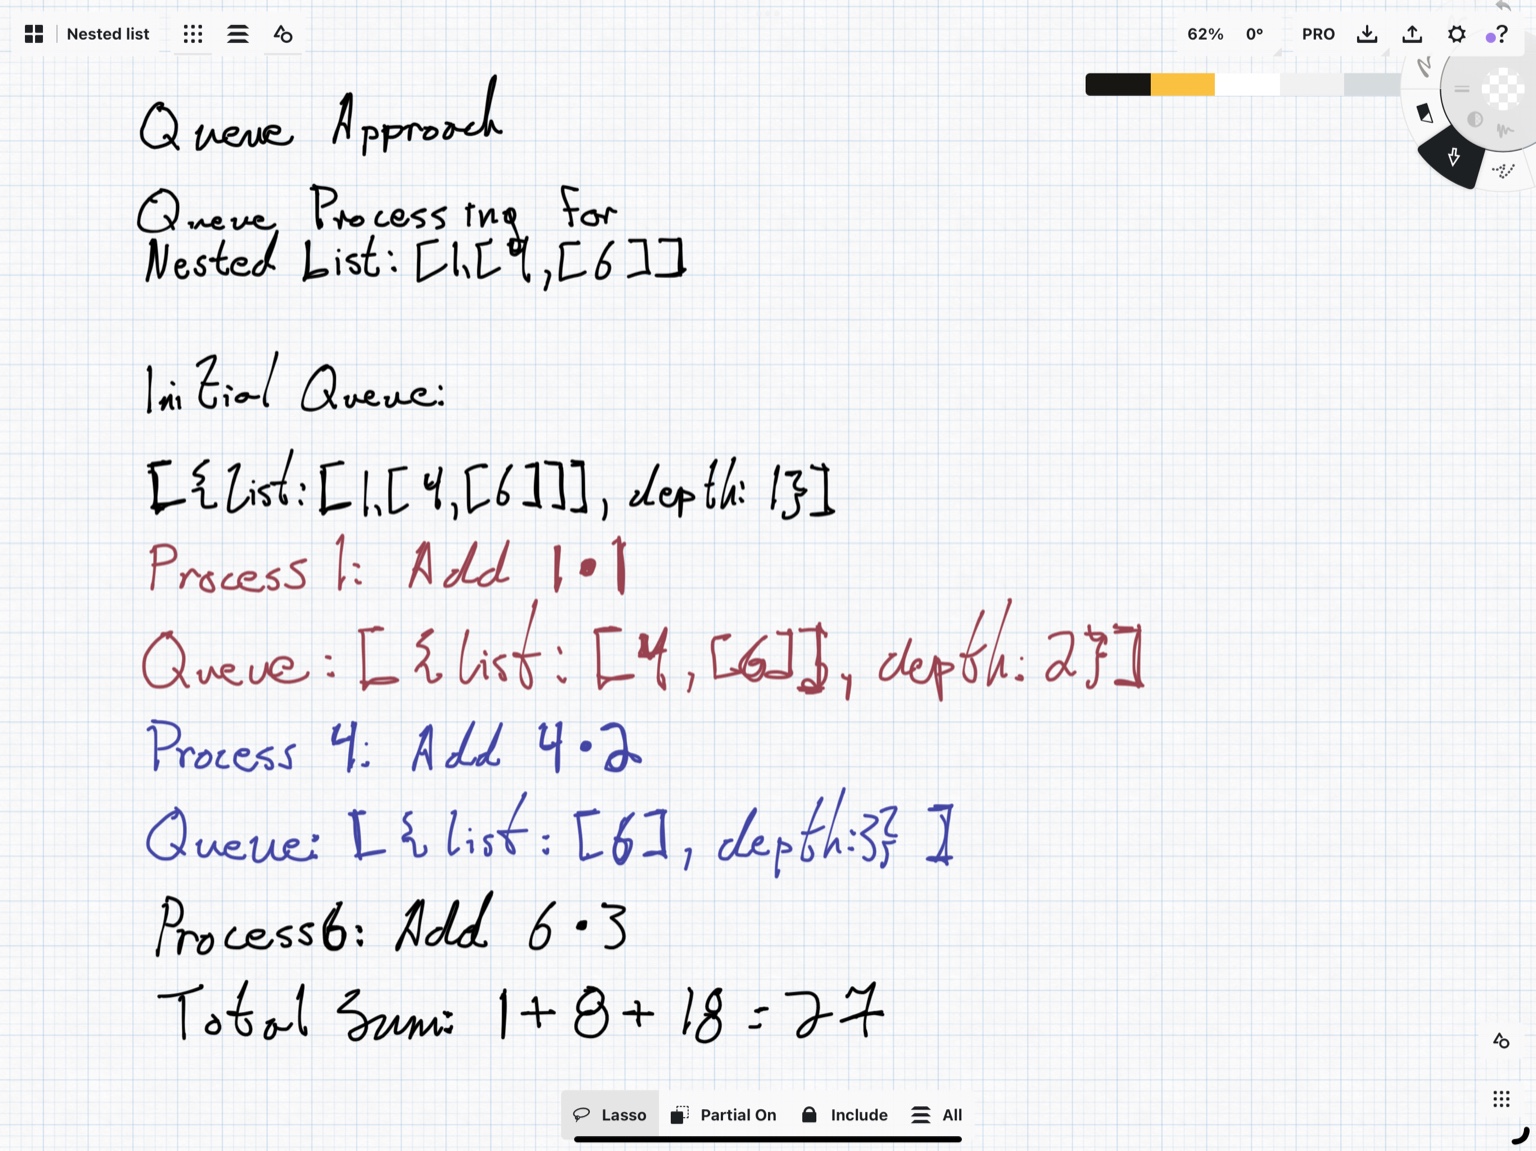 Nested list
62% 0° PRO ?
Queue Approach
Queue Processing for
Nested List: [1,[4,[6]]
Initial Queue:
[{list:[1,[4,[6]]], depth: 1}]
Process 1: Add 1•1
Queue: [{list: [4,[6]], depth: 2}]
Process 4: Add 4•2
Queue: [{list: [6], depth:3} ]
Process6: Add 6•3
Total Sum: 1+8+18=27
Lasso Partial On Include All